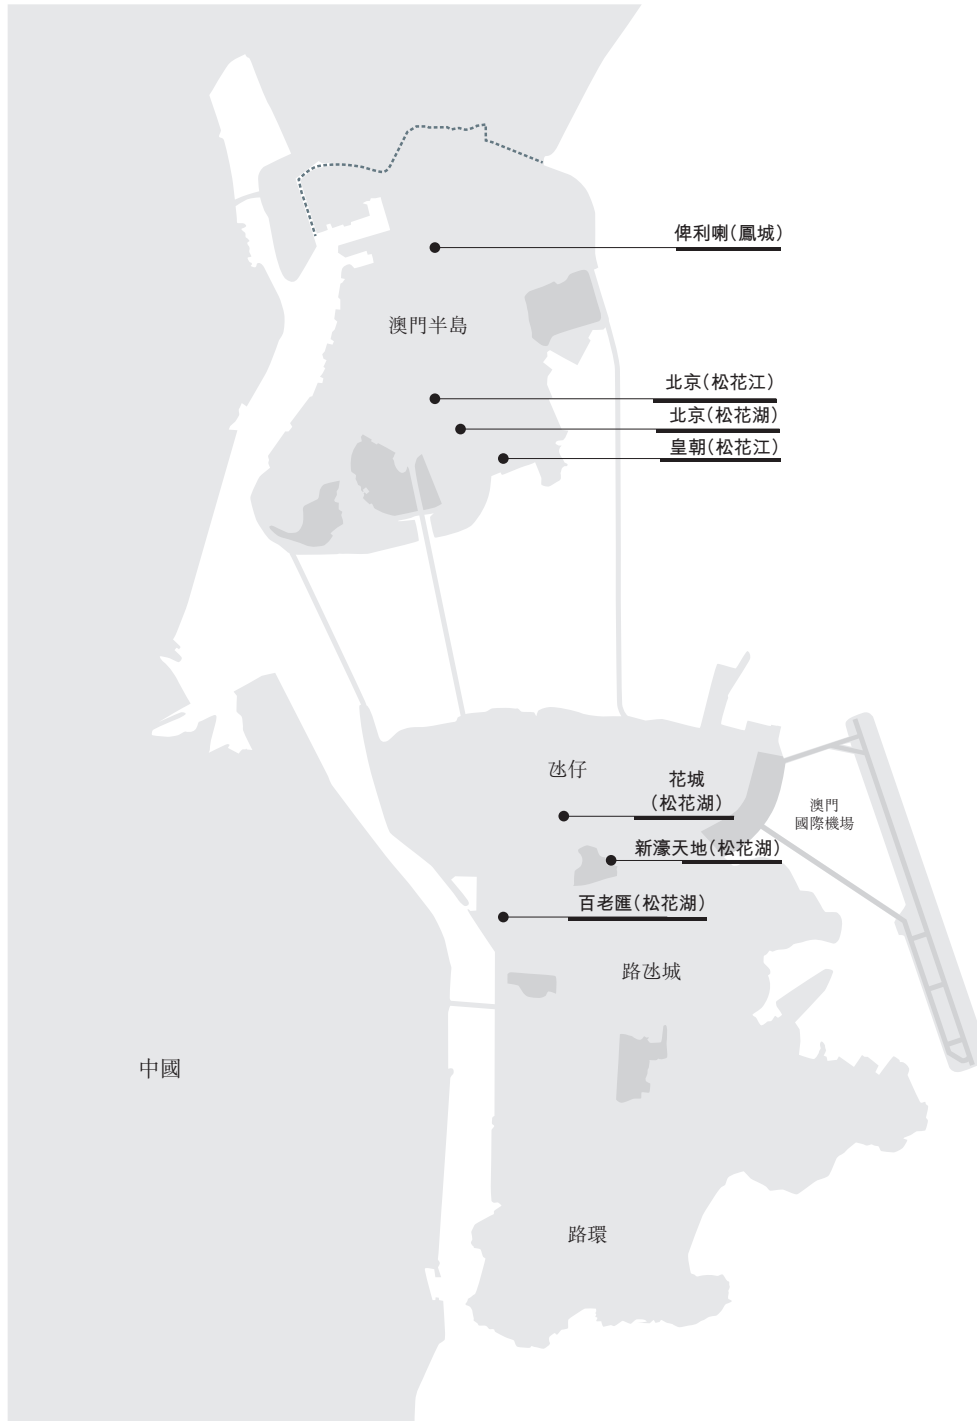 俾利喇(鳳城)
澳門半島
北京(松花江)
北京(松花湖)
皇朝(松花江)
氹仔
花城
(松花湖)
澳門
國際機場
新濠天地(松花湖)
百老匯(松花湖)
路氹城
中國
路環